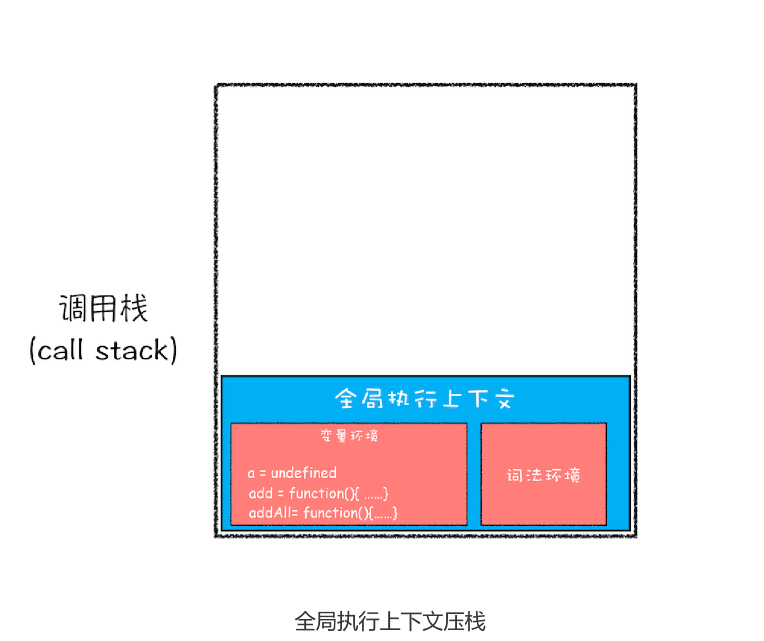 调用栈
(call stack)
全局执行上下文
变量环境
a = undefined
add = function(){ ......}
addAll= function(){......}
词法环境
全局执行上下文压栈